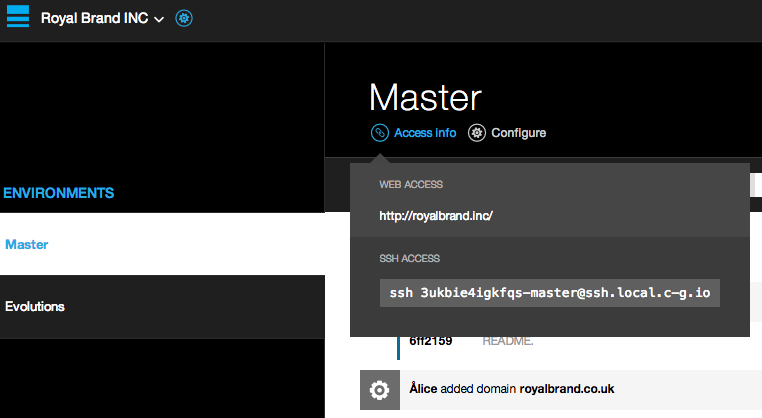 Royal Brand INC
Master
Access info Configure
ENVIRONMENTS
Master
Evolutions
WEB ACCESS
http://royalbrand.inc/
SSH ACCESS
ssh 3ukbie4igkfqs-master@ssh.local.c-g.io
6ff2159 README.
Ålice added domain royalbrand.co.uk